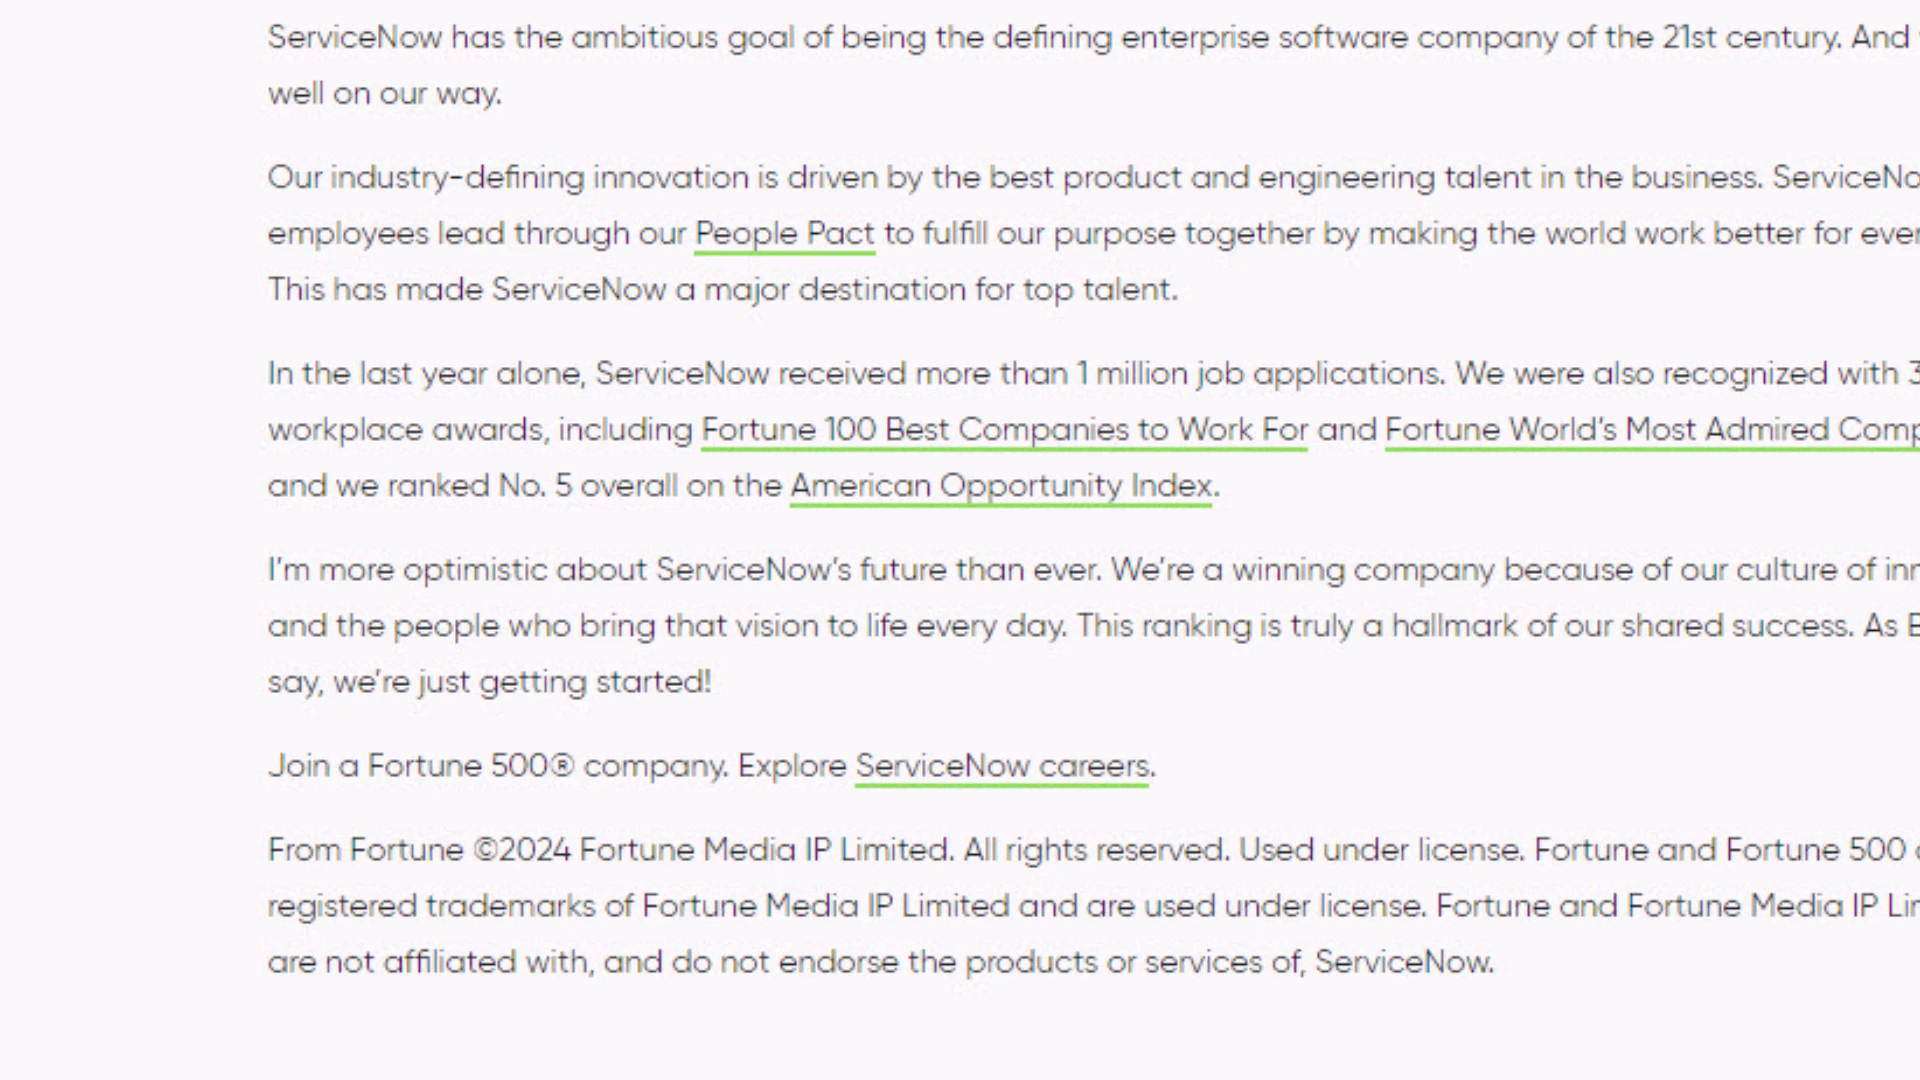 ServiceNow has the ambitious goal of being the defining enterprise software company of the 21st century. And
well on our way.
Our industry-defining innovation is driven by the best product and engineering talent in the business.
employees lead through our People Pact to fulfill our purpose together by making the world work better for
This has made ServiceNow a major destination for top talent.
In the last year alone, ServiceNow received more than 1 million job applications. We were also recognized with
workplace awards, including Fortune 100 Best Companies to Work For and Fortune World’s Most Admired
and we ranked No. 5 overall on the American Opportunity Index.
I’m more optimistic about ServiceNow’s future than ever. We’re a winning company because of our culture of
and the people who bring that vision to life every day. This ranking is truly a hallmark of our shared success. As
say, we’re just getting started!
Join a Fortune 500® company. Explore ServiceNow careers.
From Fortune ©2024 Fortune Media IP Limited. All rights reserved. Used under license. Fortune and Fortune 500
registered trademarks of Fortune Media IP Limited and are used under license. Fortune and Fortune Media IP
are not affiliated with, and do not endorse the products or services of, ServiceNow.